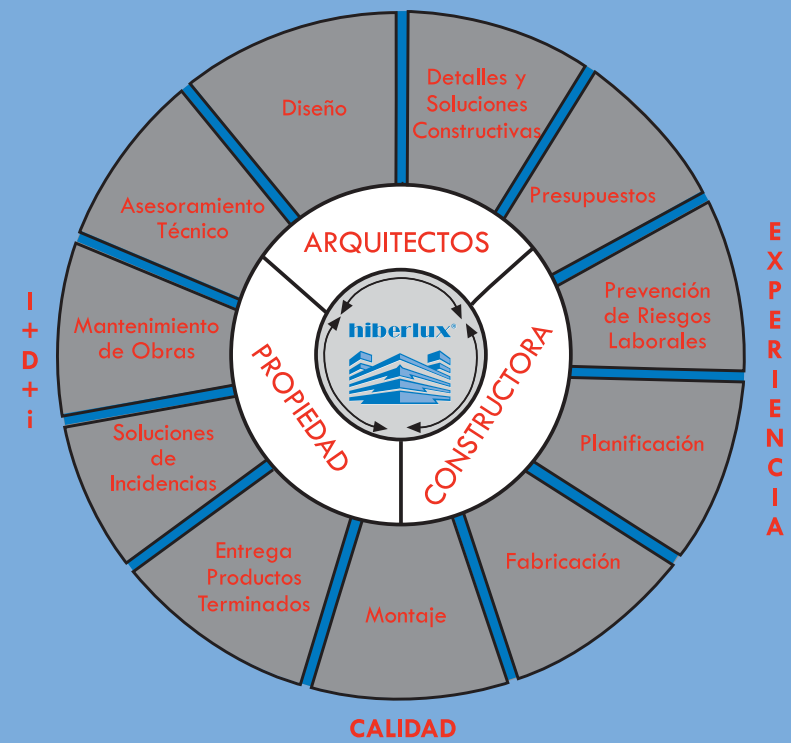 Diseño
Detalles y
Soluciones
Constructivas
Presupuestos
Prevención
de Riesgos
Laborales
Planificación
Fabricación
Montaje
Entrega
Productos
Terminados
Soluciones
de
Incidencias
Mantenimiento
de Obras
Asesoramiento
Técnico
ARQUITECTOS
CONSTRUCTORA
PROPIEDAD
hiberlux®
I+D+i
EXPERIENCIA
CALIDAD